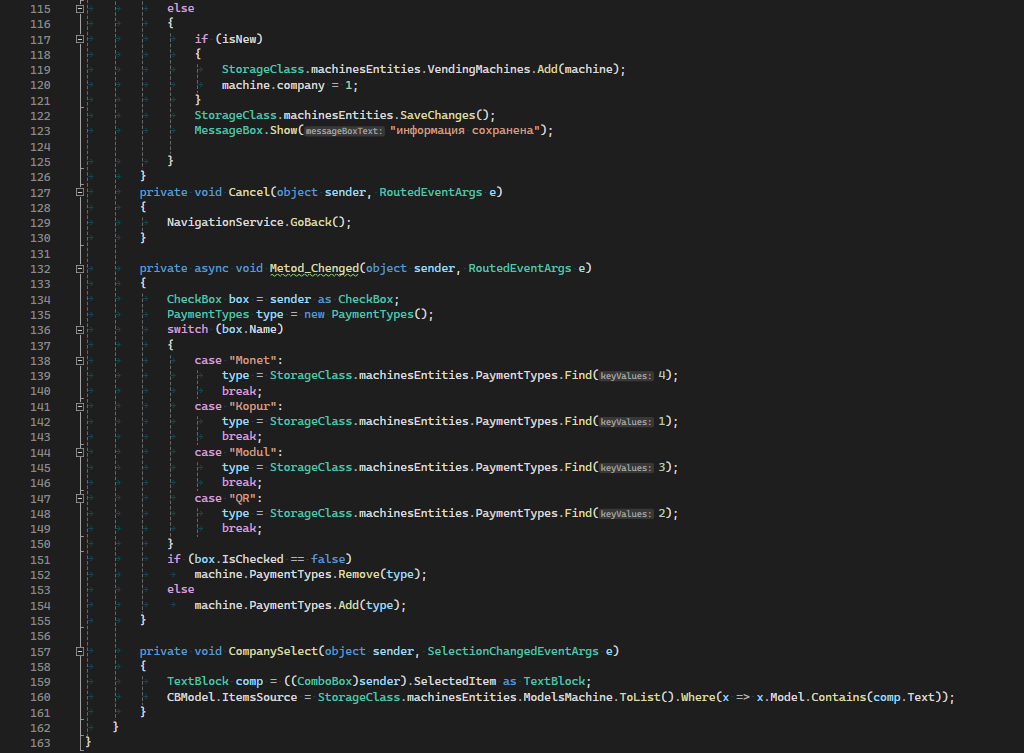 115 else
116 {
117 if (isNew)
118 {
119 StorageClass.machinesEntities.VendingMachines.Add(machine);
120 machine.company = 1;
121 }
122 StorageClass.machinesEntities.SaveChanges();
123 MessageBox.Show(messageBoxText: "информация сохранена");
124
125 }
126 }
127 private void Cancel(object sender, RoutedEventArgs e)
128 {
129 NavigationService.GoBack();
130 }
131
132 private async void Metod_Chenged(object sender, RoutedEventArgs e)
133 {
134 CheckBox box = sender as CheckBox;
135 PaymentTypes type = new PaymentTypes();
136 switch (box.Name)
137 {
138 case "Monet":
139 type = StorageClass.machinesEntities.PaymentTypes.Find(keyValues: 4);
140 break;
141 case "Kopur":
142 type = StorageClass.machinesEntities.PaymentTypes.Find(keyValues: 1);
143 break;
144 case "Modul":
145 type = StorageClass.machinesEntities.PaymentTypes.Find(keyValues: 3);
146 break;
147 case "QR":
148 type = StorageClass.machinesEntities.PaymentTypes.Find(keyValues: 2);
149 break;
150 }
151 if (box.IsChecked == false)
152 machine.PaymentTypes.Remove(type);
153 else
154 machine.PaymentTypes.Add(type);
155 }
156
157 private void CompanySelect(object sender, SelectionChangedEventArgs e)
158 {
159 TextBlock comp = ((ComboBox)sender).SelectedItem as TextBlock;
160 CBModel.ItemsSource = StorageClass.machinesEntities.ModelsMachine.ToList().Where(x => x.Model.Contains(comp.Text));
161 }
162 }
163 }